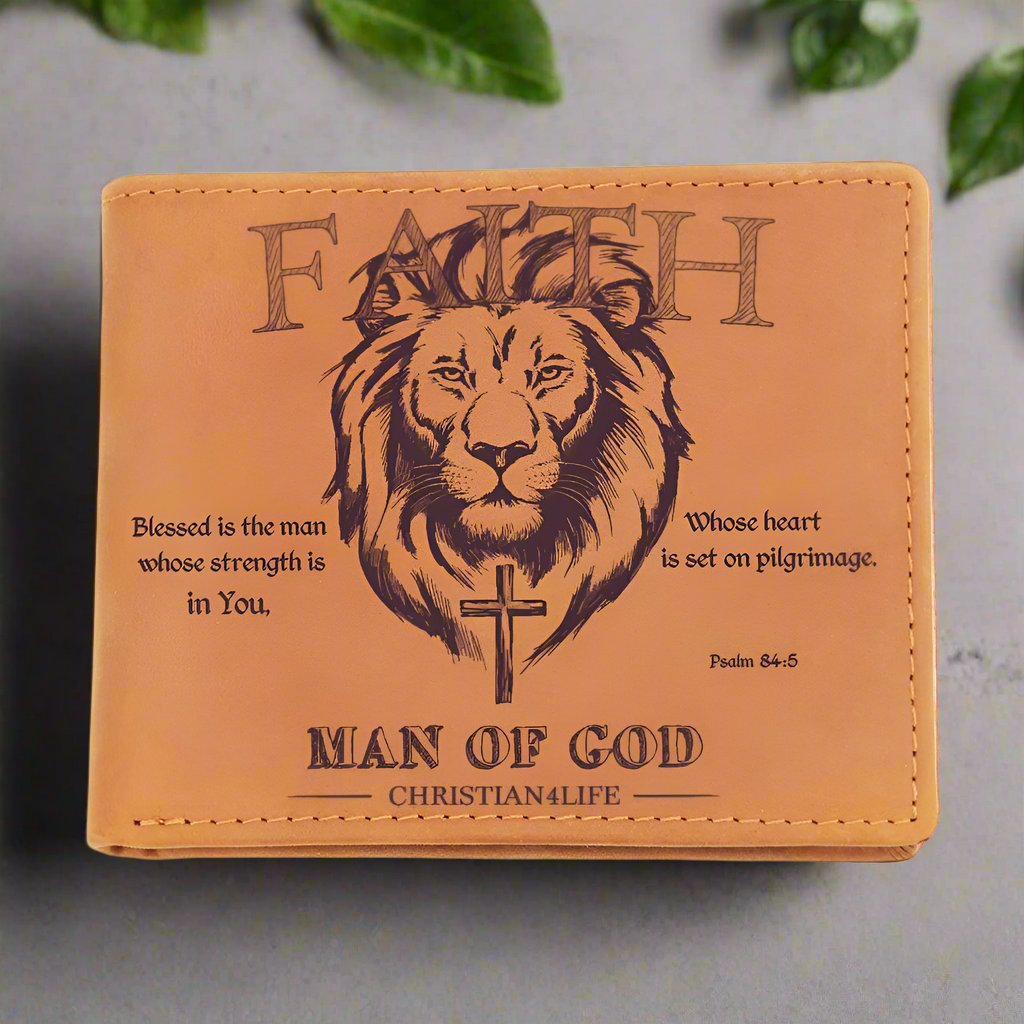 FAITH
Blessed is the man
whose strength is
in You,
Whose heart
is set on pilgrimage.
Psalm 84:5
MAN OF GOD
CHRISTIAN4LIFE